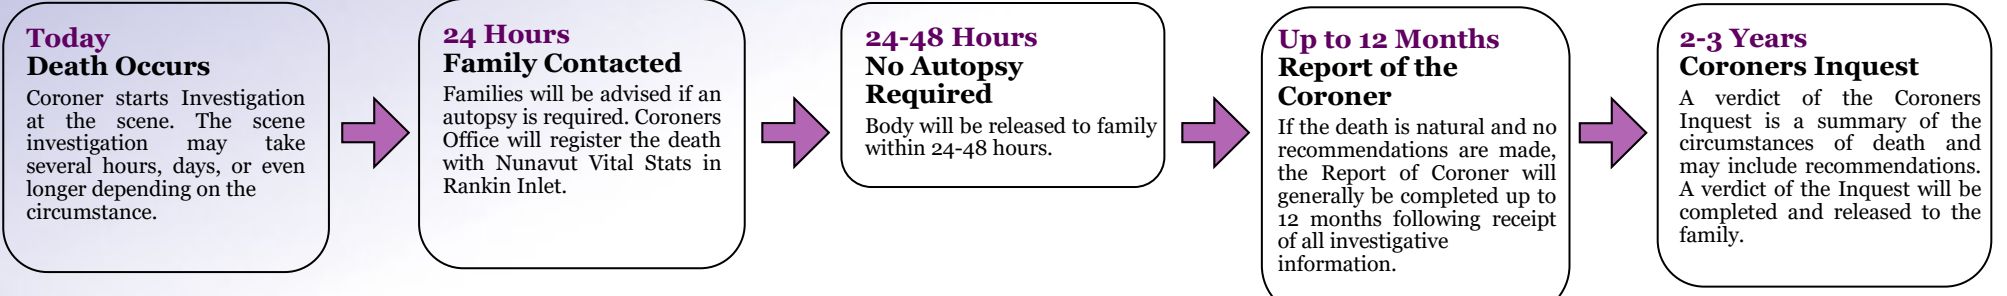 Today
Death Occurs
Coroner starts Investigation
at the scene. The scene
investigation may take
several hours, days, or even
longer depending on the
circumstance.
24 Hours
Family Contacted
Families will be advised if an
autopsy is required. Coroners
Office will register the death
with Nunavut Vital Stats in
Rankin Inlet.
24-48 Hours
No Autopsy
Required
Body will be released to family
within 24-48 hours.
Up to 12 Months
Report of the
Coroner
If the death is natural and no
recommendations are made,
the Report of Coroner will
generally be completed up to
12 months following receipt
of all investigative
information.
2-3 Years
Coroners Inquest
A verdict of the Coroners
Inquest is a summary of the
circumstances of death and
may include recommendations.
A verdict of the Inquest will be
completed and released to the
family.